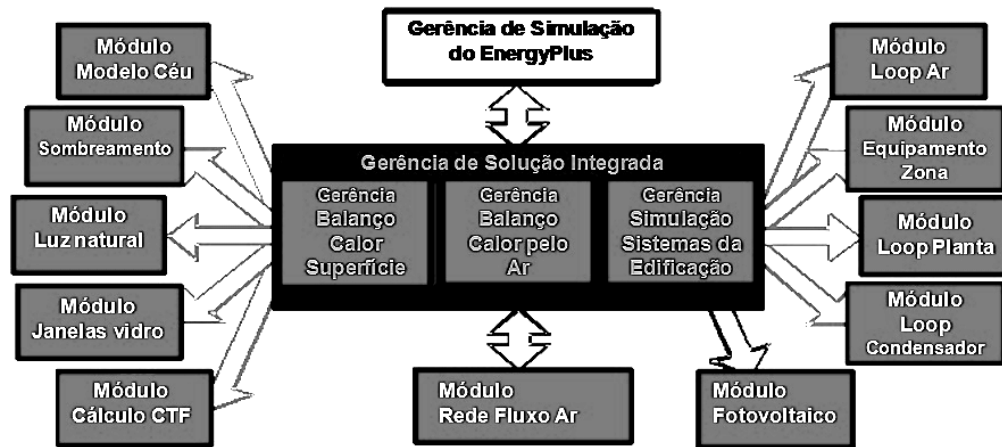 Gerência de Simulação
do EnergyPlus
Módulo
Modelo Céu
Módulo
Sombreamento
Módulo
Luz natural
Módulo
Janelas vidro
Módulo
Cálculo CTF
Gerência de Solução Integrada
Gerência
Balanço
Calor
Superfície
Gerência
Balanço
Calor pelo
Ar
Gerência
Simulação
Sistemas da
Edificação
Módulo
Loop Ar
Módulo
Equipamento
Zona
Módulo
Loop Planta
Módulo
Loop
Condensador
Módulo
Rede Fluxo Ar
Módulo
Fotovoltaico